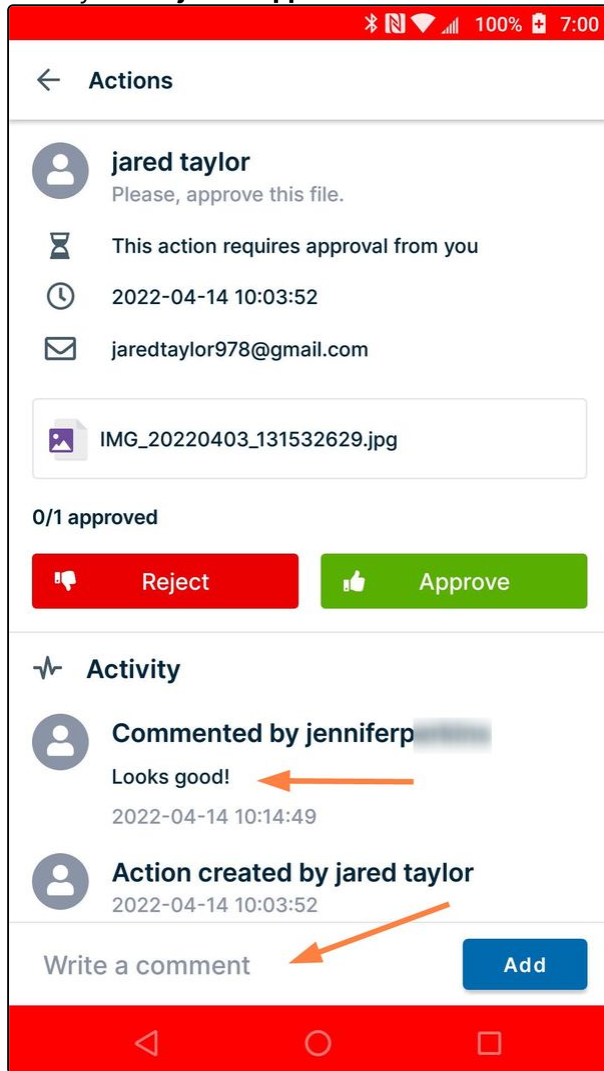 100% 7:00
Actions
jared taylor
Please, approve this file.
This action requires approval from you
2022-04-14 10:03:52
jaredtaylor978@gmail.com
IMG_20220403_131532629.jpg
0/1 approved
Reject Approve
Activity
Commented by jenniferp
Looks good!
2022-04-14 10:14:49
Action created by jared taylor
2022-04-14 10:03:52
Write a comment Add